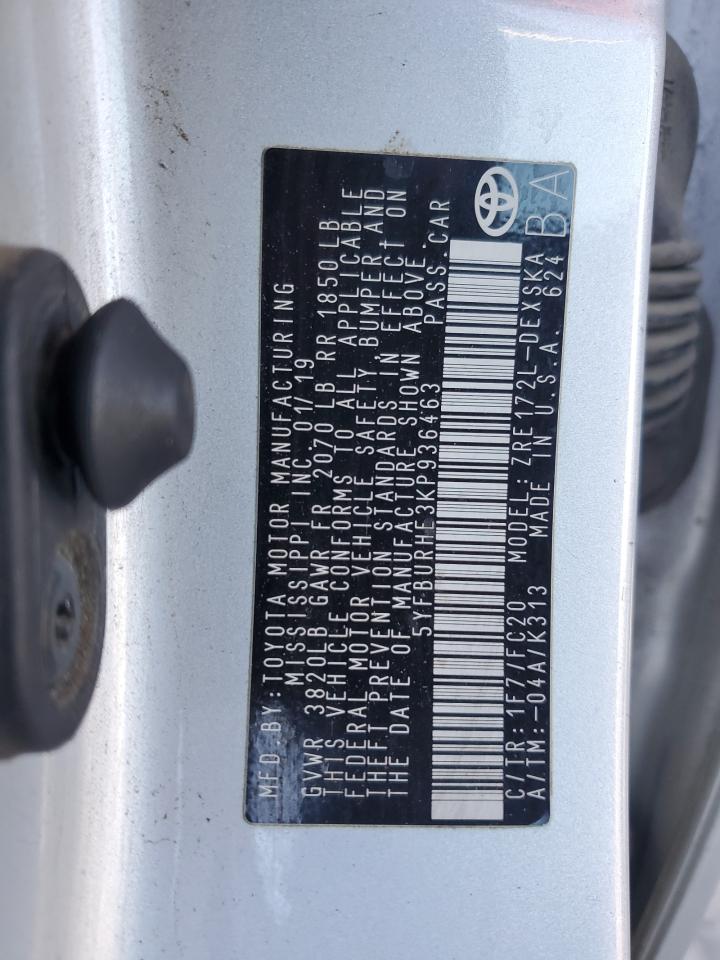 MFD.BY:TOYOTA MOTOR MANUFACTURING
MISSISSIPPI INC. 01/19
GVWR 3820LB GAWR FR 2070 LB RR 1850 LB
THIS VEHICLE CONFORMS TO ALL APPLICABLE
FEDERAL MOTOR VEHICLE SAFETY, BUMPER, AND
THEFT PREVENTION STANDARDS IN EFFECT ON
THE DATE OF MANUFACTURE SHOWN ABOVE.
5YFBURHE3KP936463 PASS.CAR
C/TR:1F7/FC20 MODEL:ZRE172L-DEXSKA
A/TM:-04A/K313 MADE IN U.S.A. 624
BA